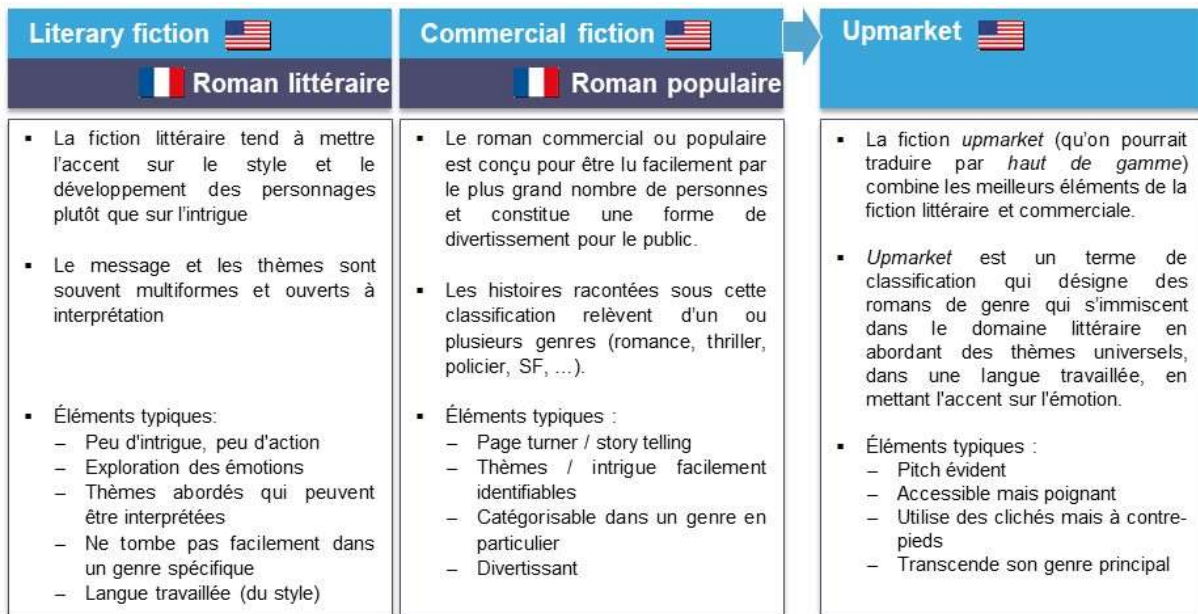 Literary fiction
Roman littéraire
▪ La fiction littéraire tend à mettre
l'accent sur le style et le
développement des personnages
plutôt que sur l'intrigue
▪ Le message et les thèmes sont
souvent multiformes et ouverts à
interprétation
▪ Éléments typiques:
– Peu d'intrigue, peu d'action
– Exploration des émotions
– Thèmes abordés qui peuvent
être interprétées
– Ne tombe pas facilement dans
un genre spécifique
– Langue travaillée (du style)
Commercial fiction
Roman populaire
▪ Le roman commercial ou populaire
est conçu pour être lu facilement par
le plus grand nombre de personnes
et constitue une forme de
divertissement pour le public.
▪ Les histoires racontées sous cette
classification relèvent d'un ou
plusieurs genres (romance, thriller,
policier, SF, …).
▪ Éléments typiques :
– Page turner / story telling
– Thèmes / intrigue facilement
identifiables
– Catégorisable dans un genre en
particulier
– Divertissant
Upmarket
▪ La fiction upmarket (qu'on pourrait
traduire par haut de gamme)
combine les meilleurs éléments de la
fiction littéraire et commerciale.
▪ Upmarket est un terme de
classification qui désigne des
romans de genre qui s'immiscent
dans le domaine littéraire en
abordant des thèmes universels,
dans une langue travaillée, en
mettant l'accent sur l'émotion.
▪ Éléments typiques :
– Pitch évident
– Accessible mais poignant
– Utilise des clichés mais à contre-
pieds
– Transcende son genre principal